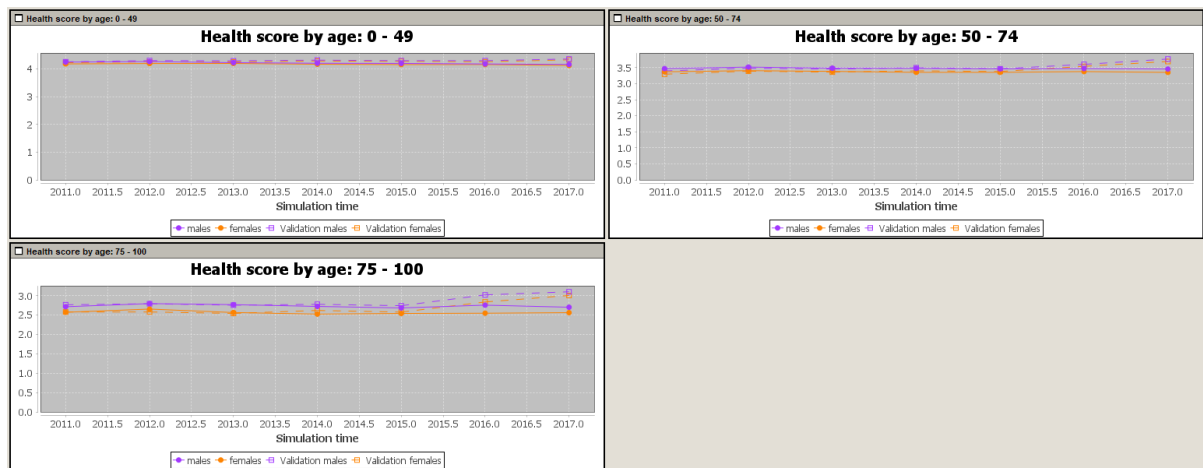 Health score by age: 0 - 49
Health score by age: 0 - 49
4
3
2
1
0
2011.0 2011.5 2012.0 2012.5 2013.0 2013.5 2014.0 2014.5 2015.0 2015.5 2016.0 2016.5 2017.0
Simulation time
males females Validation males Validation females
Health score by age: 50 - 74
Health score by age: 50 - 74
3.5
3.0
2.5
2.0
1.5
1.0
0.5
0.0
2011.0 2011.5 2012.0 2012.5 2013.0 2013.5 2014.0 2014.5 2015.0 2015.5 2016.0 2016.5 2017.0
Simulation time
males females Validation males Validation females
Health score by age: 75 - 100
Health score by age: 75 - 100
3.0
2.5
2.0
1.5
1.0
0.5
0.0
2011.0 2011.5 2012.0 2012.5 2013.0 2013.5 2014.0 2014.5 2015.0 2015.5 2016.0 2016.5 2017.0
Simulation time
males females Validation males Validation females